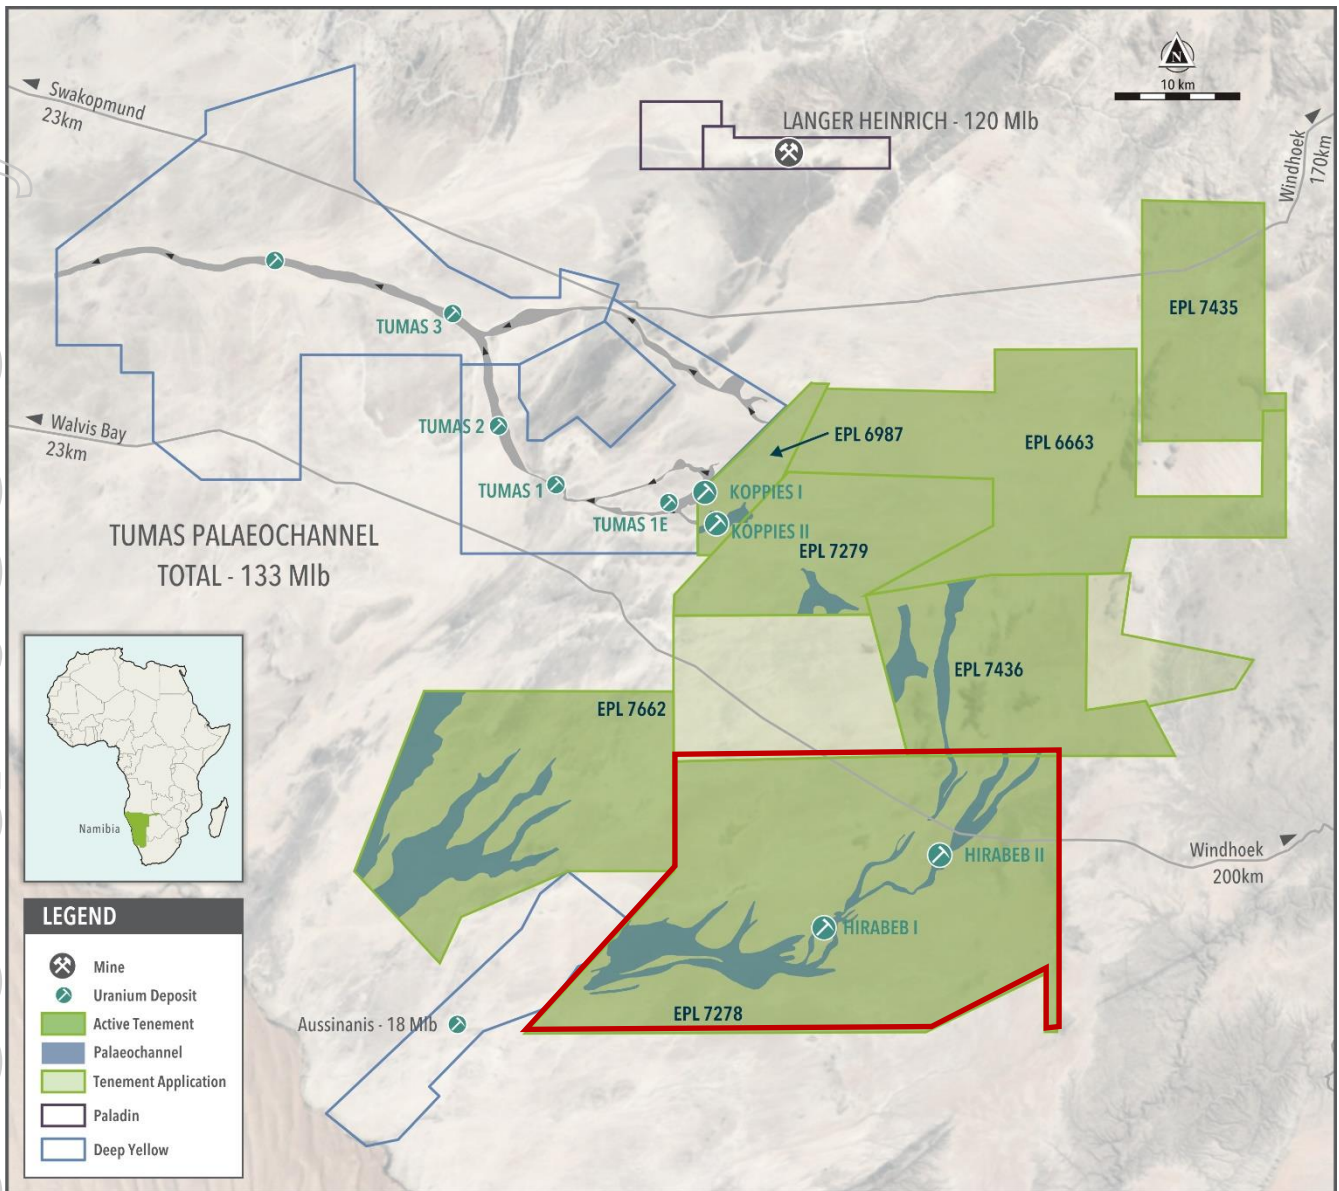 Swakopmund
23km
N
10 km
LANGER HEINRICH - 120 Mlb
Windhoek
170km
EPL 7435
TUMAS 3
EPL 6987
EPL 6663
Walvis Bay
23km
TUMAS 2
TUMAS 1
KOPPIES I
TUMAS 1E
KOPPIES II
TUMAS PALAEOCHANNEL
TOTAL - 133 Mlb
EPL 7279
EPL 7436
EPL 7662
Namibia
HIRABEB II
Windhoek
200km
HIRABEB I
EPL 7278
Aussinanis - 18 Mlb
LEGEND
Mine
Uranium Deposit
Active Tenement
Palaeochannel
Tenement Application
Paladin
Deep Yellow